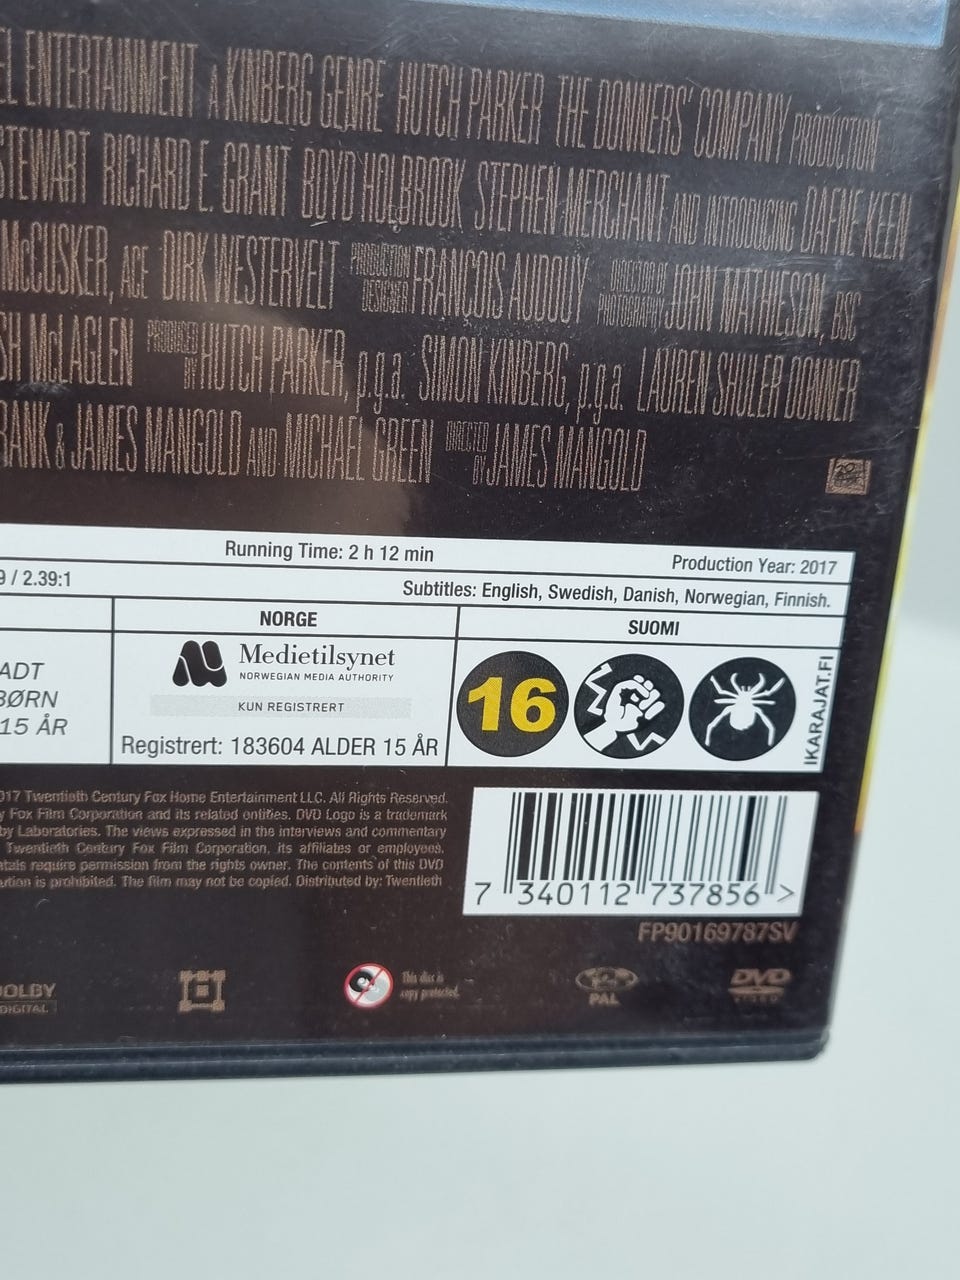 EL ENTERTAINMENT A KINBERG GENRE HUTCH PARKER THE DONNERS' COMPANY PRODUCTION
STEWART RICHARD E. GRANT BOYD HOLBROOK STEPHEN MERCHANT AND INTRODUCING DAFNE KEEN
McCUSKER, ACE DIRK WESTERVELT PRODUCTION DESIGNER FRANÇOIS AUDOUY DIRECTOR OF PHOTOGRAPHY JOHN MATHIESON, BSC
SH McLAGLEN PRODUCED BY HUTCH PARKER, p.g.a. SIMON KINBERG, p.g.a. LAUREN SHULER DONNER
RANK & JAMES MANGOLD AND MICHAEL GREEN DIRECTED BY JAMES MANGOLD
Running Time: 2 h 12 min Production Year: 2017
9 / 2.39:1 Subtitles: English, Swedish, Danish, Norwegian, Finnish.
NORGE
Medietilsynet
NORWEGIAN MEDIA AUTHORITY
KUN REGISTRERT
Registrert: 183604 ALDER 15 ÅR
SUOMI
16
IKARAJAT.FI
ADT
BØRN
15 ÅR
017 Twentieth Century Fox Home Entertainment LLC. All Rights Reserved.
y Fox Film Corporation and its related entities. DVD Logo is a trademark
by Laboratories. The views expressed in the interviews and commentary
Twentieth Century Fox Film Corporation, its affiliates or employees.
tals require permission from the rights owner. The contents of this DVD
ution is prohibited. The film may not be copied. Distributed by: Twentieth
7 340112 737856 >
FP90169787SV
DOLBY
DIGITAL
This disc is
copy protected.
PAL
DVD
VIDEO